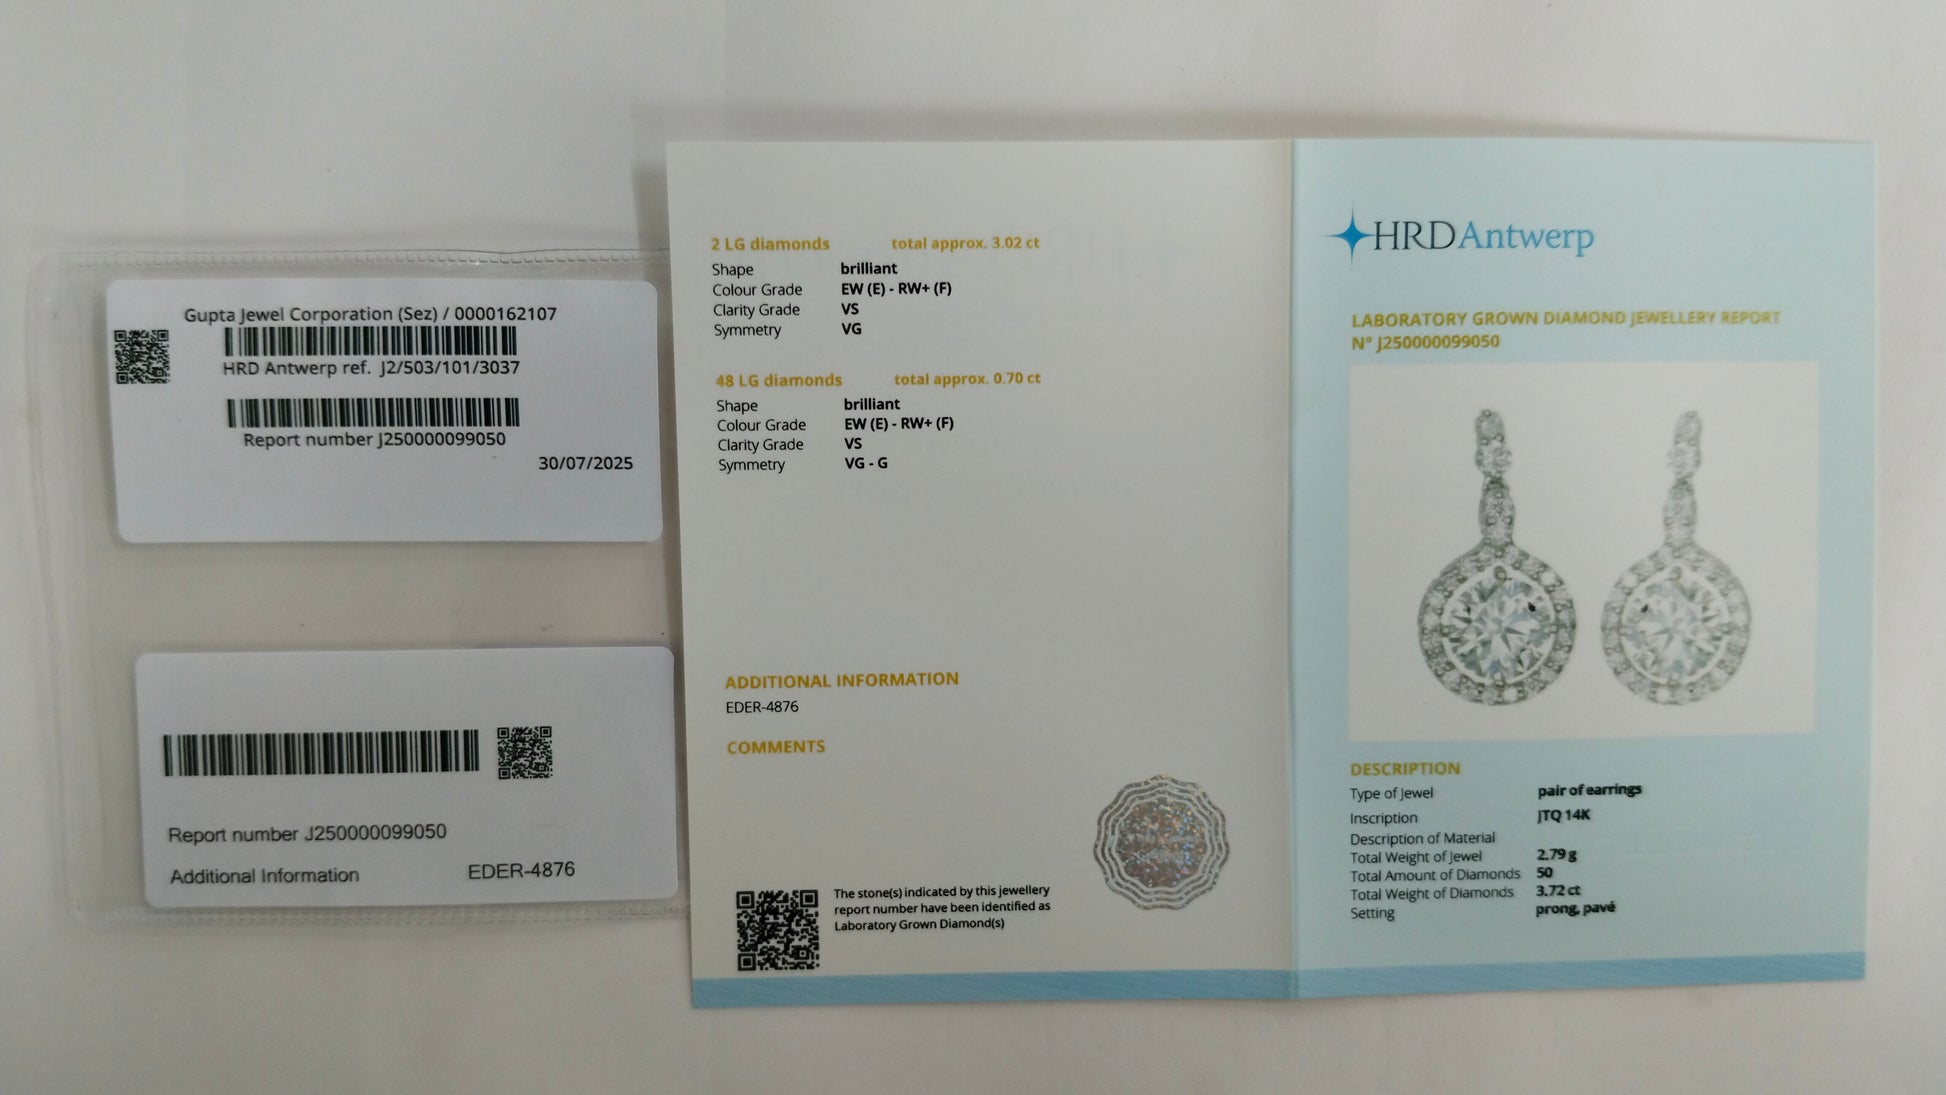 Gupta Jewel Corporation (Sez) / 0000162107
HRD Antwerp ref. J2/503/101/3037
Report number J250000099050
30/07/2025
Report number J250000099050
Additional Information EDER-4876
2 LG diamonds total approx. 3.02 ct
Shape brilliant
Colour Grade EW (E) - RW+ (F)
Clarity Grade VS
Symmetry VG
48 LG diamonds total approx. 0.70 ct
Shape brilliant
Colour Grade EW (E) - RW+ (F)
Clarity Grade VS
Symmetry VG - G
ADDITIONAL INFORMATION
EDER-4876
COMMENTS
The stone(s) indicated by this jewellery
report number have been identified as
Laboratory Grown Diamond(s)
HRDAntwerp
LABORATORY GROWN DIAMOND JEWELLERY REPORT
N° J250000099050
DESCRIPTION
Type of Jewel pair of earrings
Inscription JTQ 14K
Description of Material
Total Weight of Jewel 2.79 g
Total Amount of Diamonds 50
Total Weight of Diamonds 3.72 ct
Setting prong, pavé